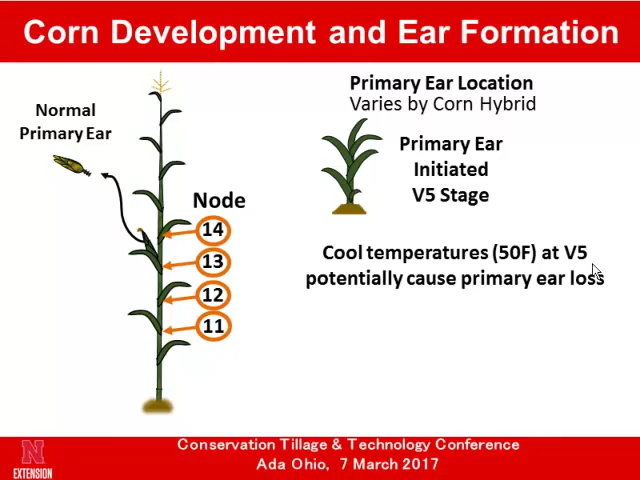 Corn Development and Ear Formation
Normal
Primary Ear
Primary Ear Location
Varies by Corn Hybrid
Primary Ear
Initiated
V5 Stage
Node
14
13
12
11
Cool temperatures (50F) at V5
potentially cause primary ear loss
N
EXTENSION
Conservation Tillage & Technology Conference
Ada Ohio, 7 March 2017